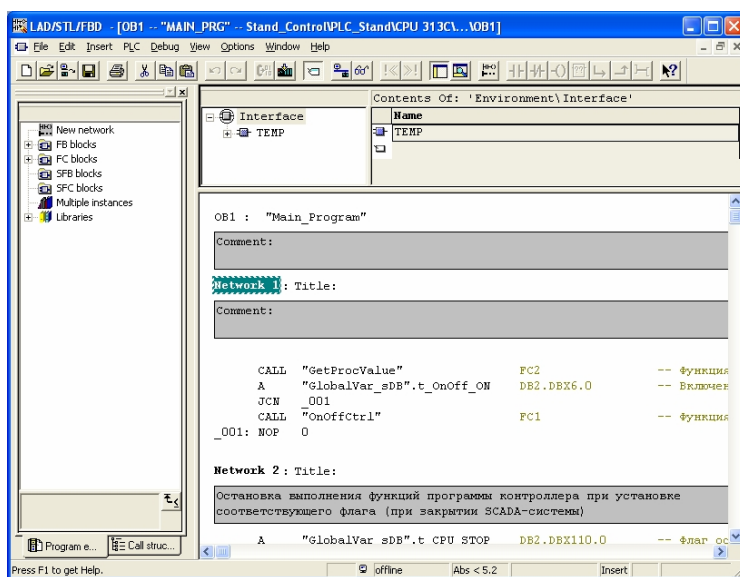 LAD/STL/FBD - [OB1 -- "MAIN_PRG" -- Stand_Control\PLC_Stand\CPU 313C\...\OB1]
File Edit Insert PLC Debug View Options Window Help
New network
FB blocks
FC blocks
SFB blocks
SFC blocks
Multiple instances
Libraries
Program e... Call struc...
Interface
TEMP
Contents Of: 'Environment\Interface'
Name
TEMP
OB1 : "Main_Program"
Comment:
Network 1 : Title:
Comment:
CALL "GetProcValue" FC2 -- Функция
A "GlobalVar_sDB".t_OnOff_ON DB2.DBX6.0 -- Включен
JCN _001
CALL "OnOffCtrl" FC1 -- Функция
_001: NOP 0
Network 2 : Title:
Остановка выполнения функций программы контроллера при установке
соответствующего флага (при закрытии SCADA-системы)
A "GlobalVar_sDB".t_CPU_STOP DB2.DBX110.0 -- Флаг ос
Press F1 to get Help. offline Abs < 5.2 Insert